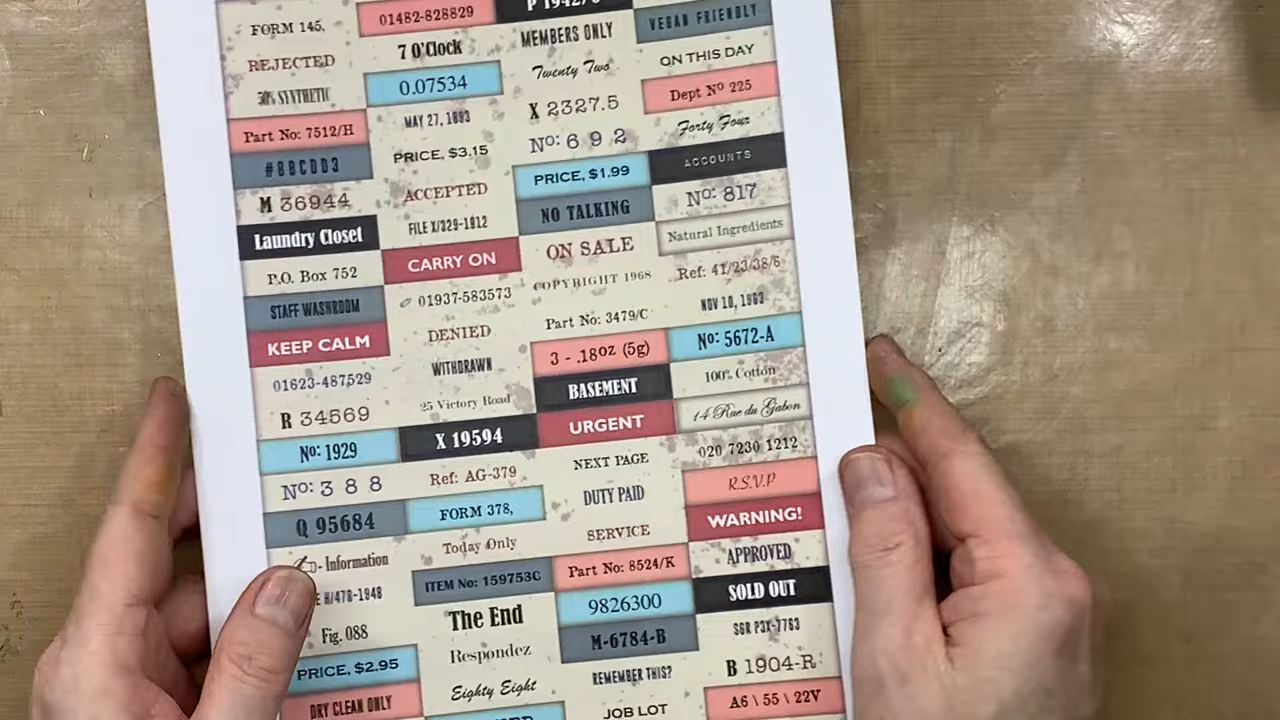 FORM 145,
REJECTED
50% SYNTHETIC
Part No: 7512/H
#88CDD3
M 36944
Laundry Closet
P.O. Box 752
STAFF WASHROOM
KEEP CALM
01623-487529
R 34569
Nº: 1929
Nº: 3 8 8
Q 95684
Information
H/478-1948
Fig. 088
PRICE, $2.95
DRY CLEAN ONLY
01482-828829
7 O'Clock
0.07534
MAY 27, 1893
PRICE, $3.15
ACCEPTED
FILE X/329-1812
CARRY ON
01937-583573
DENIED
WITHDRAWN
25 Victory Road
X 19594
Ref: AG-379
FORM 378,
Today Only
ITEM No: 159753C
The End
Respondez
Eighty Eight
MEMBERS ONLY
Twenty Two
X 2327.5
Nº: 6 9 2
PRICE, $1.99
NO TALKING
ON SALE
COPYRIGHT 1968
Part No: 3479/C
3 - .18oz (5g)
BASEMENT
URGENT
NEXT PAGE
DUTY PAID
SERVICE
Part No: 8524/K
9826300
M-6784-B
REMEMBER THIS?
JOB LOT
VEGAN FRIENDLY
ON THIS DAY
Dept Nº 225
Forty Four
ACCOUNTS
Nº: 817
Natural Ingredients
Ref: 41/23/38/6
NOV 10, 1963
Nº: 5672-A
100% Cotton
14 Rue du Gabon
020 7230 1212
R.S.V.P
WARNING!
APPROVED
SOLD OUT
SGR P3X-7763
B 1904-R
A6 \ 55 \ 22V